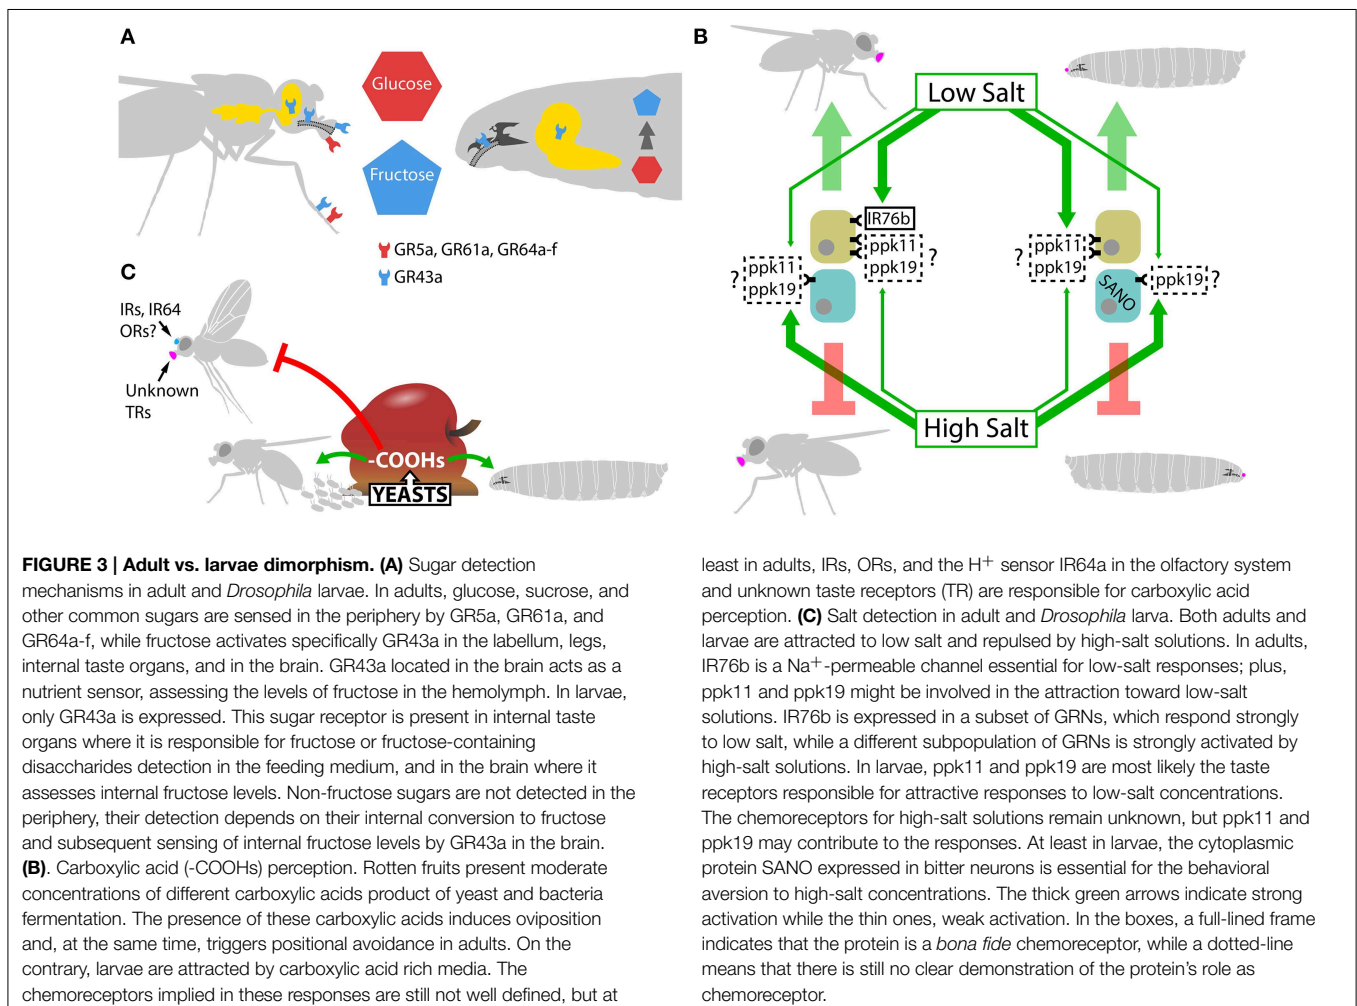 A
Glucose
Fructose
GR5a, GR61a, GR64a-f
GR43a
B
Low Salt
IR76b
ppk11
ppk19
?
?
ppk11
ppk19
?
ppk11
ppk19
SANO
ppk19
?
High Salt
C
IRs, IR64
ORs?
Unknown
TRs
-COOHs
YEASTS
FIGURE 3 | Adult vs. larvae dimorphism. (A) Sugar detection
mechanisms in adult and Drosophila larvae. In adults, glucose, sucrose, and
other common sugars are sensed in the periphery by GR5a, GR61a, and
GR64a-f, while fructose activates specifically GR43a in the labellum, legs,
internal taste organs, and in the brain. GR43a located in the brain acts as a
nutrient sensor, assessing the levels of fructose in the hemolymph. In larvae,
only GR43a is expressed. This sugar receptor is present in internal taste
organs where it is responsible for fructose or fructose-containing
disaccharides detection in the feeding medium, and in the brain where it
assesses internal fructose levels. Non-fructose sugars are not detected in the
periphery, their detection depends on their internal conversion to fructose
and subsequent sensing of internal fructose levels by GR43a in the brain.
(B). Carboxylic acid (-COOHs) perception. Rotten fruits present moderate
concentrations of different carboxylic acids product of yeast and bacteria
fermentation. The presence of these carboxylic acids induces oviposition
and, at the same time, triggers positional avoidance in adults. On the
contrary, larvae are attracted by carboxylic acid rich media. The
chemoreceptors implied in these responses are still not well defined, but at
least in adults, IRs, ORs, and the H+ sensor IR64a in the olfactory system
and unknown taste receptors (TR) are responsible for carboxylic acid
perception. (C) Salt detection in adult and Drosophila larva. Both adults and
larvae are attracted to low salt and repulsed by high-salt solutions. In adults,
IR76b is a Na+-permeable channel essential for low-salt responses; plus,
ppk11 and ppk19 might be involved in the attraction toward low-salt
solutions. IR76b is expressed in a subset of GRNs, which respond strongly
to low salt, while a different subpopulation of GRNs is strongly activated by
high-salt solutions. In larvae, ppk11 and ppk19 are most likely the taste
receptors responsible for attractive responses to low-salt concentrations.
The chemoreceptors for high-salt solutions remain unknown, but ppk11 and
ppk19 may contribute to the responses. At least in larvae, the cytoplasmic
protein SANO expressed in bitter neurons is essential for the behavioral
aversion to high-salt concentrations. The thick green arrows indicate strong
activation while the thin ones, weak activation. In the boxes, a full-lined frame
indicates that the protein is a bona fide chemoreceptor, while a dotted-line
means that there is still no clear demonstration of the protein's role as
chemoreceptor.